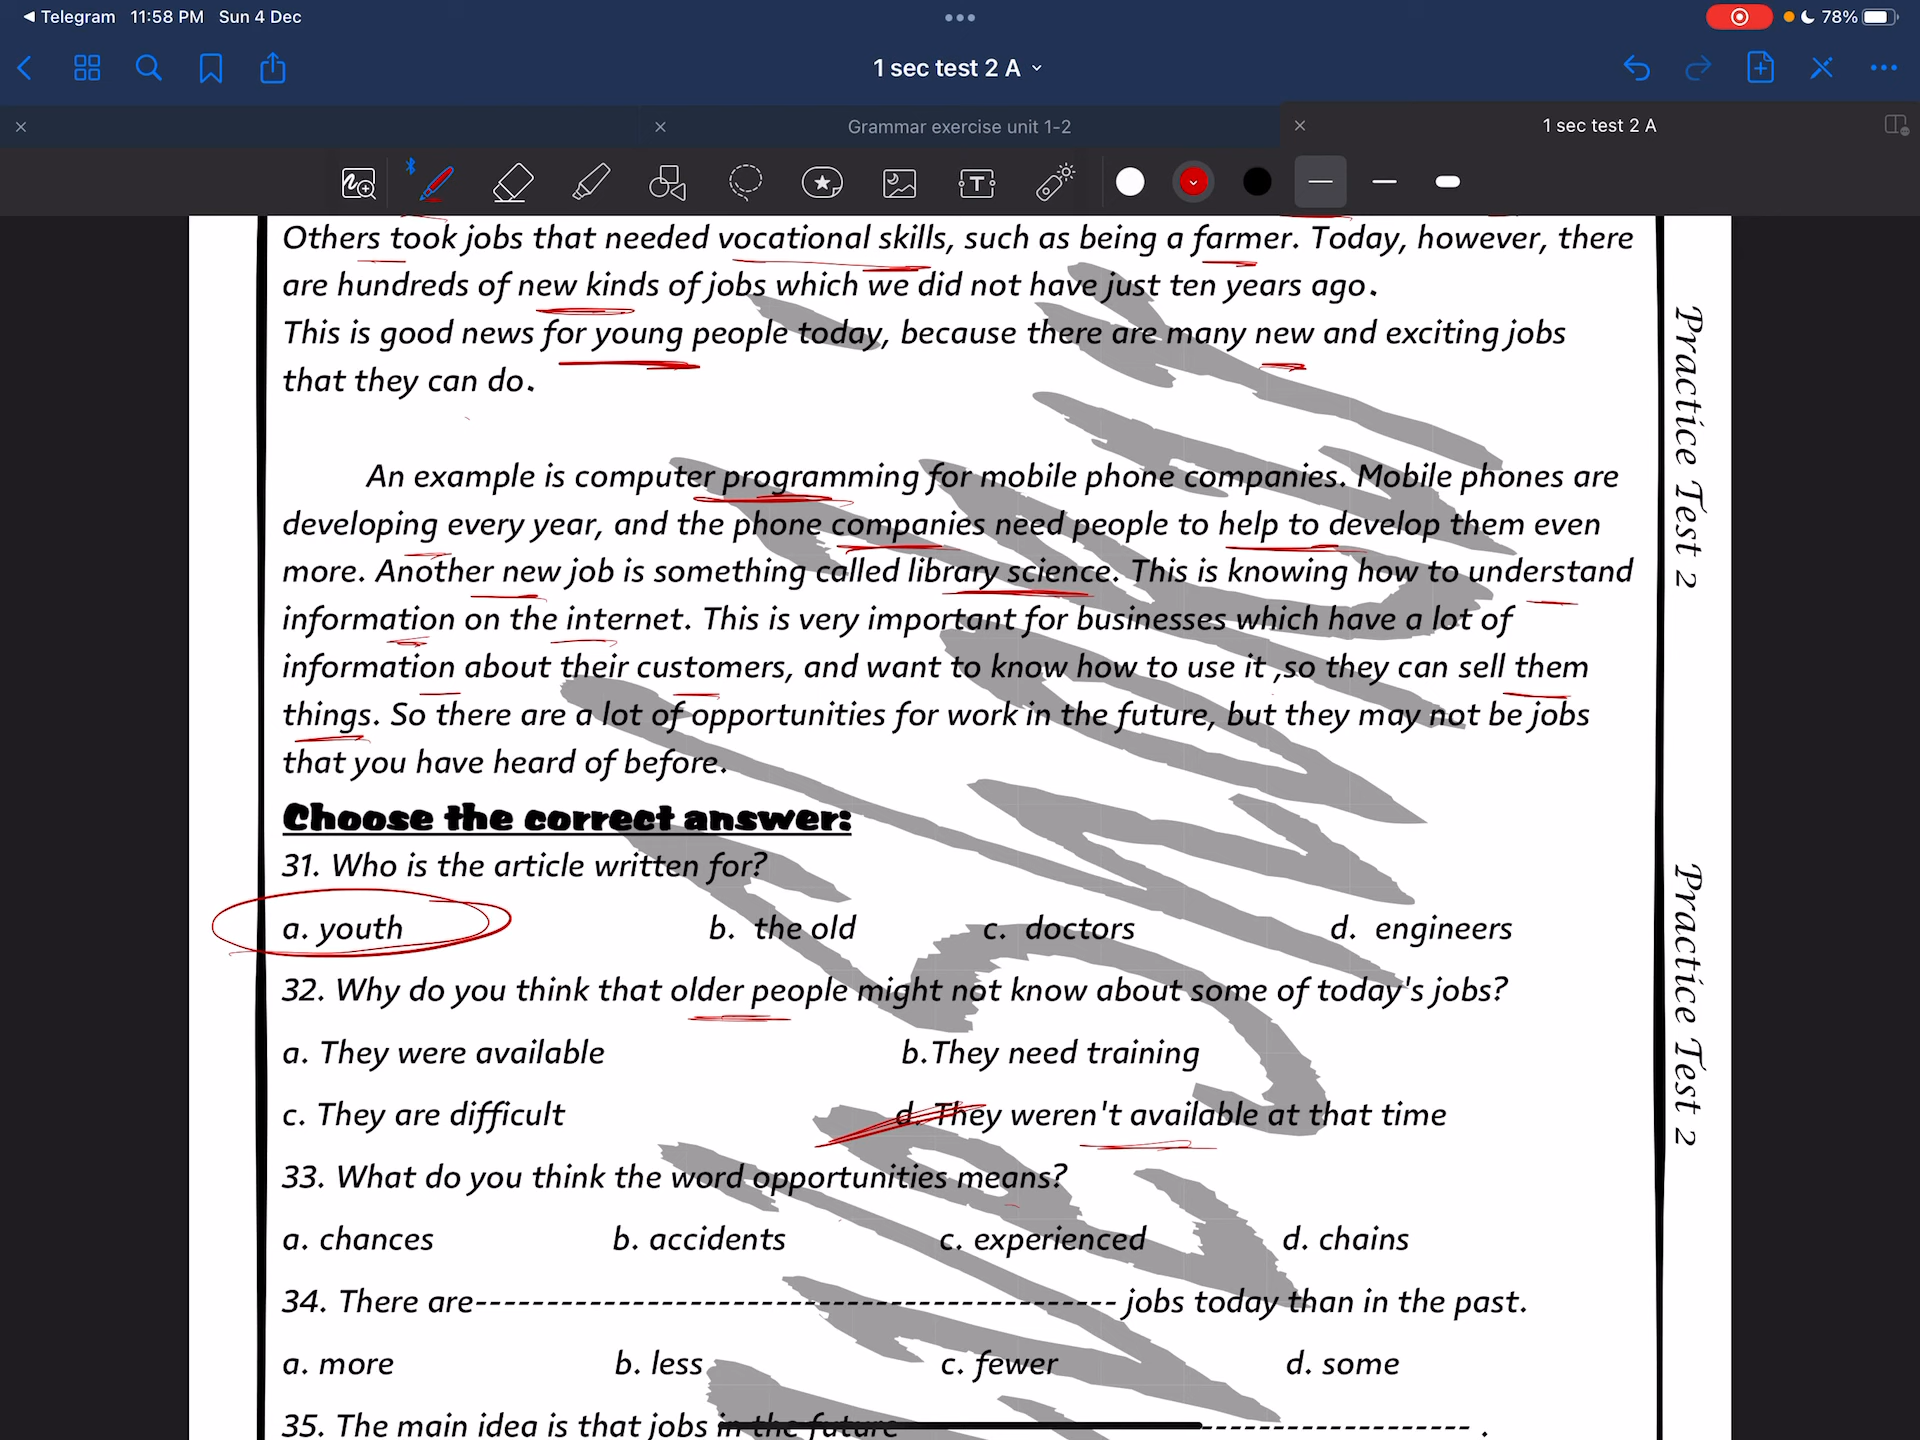 Telegram 11:58 PM Sun 4 Dec 78%
1 sec test 2 A
Grammar exercise unit 1-2
1 sec test 2 A
Others took jobs that needed vocational skills, such as being a farmer. Today, however, there
are hundreds of new kinds of jobs which we did not have just ten years ago.
This is good news for young people today, because there are many new and exciting jobs
that they can do.
An example is computer programming for mobile phone companies. Mobile phones are
developing every year, and the phone companies need people to help to develop them even
more. Another new job is something called library science. This is knowing how to understand
information on the internet. This is very important for businesses which have a lot of
information about their customers, and want to know how to use it ,so they can sell them
things. So there are a lot of opportunities for work in the future, but they may not be jobs
that you have heard of before.
Choose the correct answer:
31. Who is the article written for?
a. youth b. the old c. doctors d. engineers
32. Why do you think that older people might not know about some of today's jobs?
a. They were available b.They need training
c. They are difficult d. They weren't available at that time
33. What do you think the word opportunities means?
a. chances b. accidents c. experienced d. chains
34. There are--------------------------------------------- jobs today than in the past.
a. more b. less c. fewer d. some
35. The main idea is that jobs in the future ------------------- .
Practice Test 2
Practice Test 2